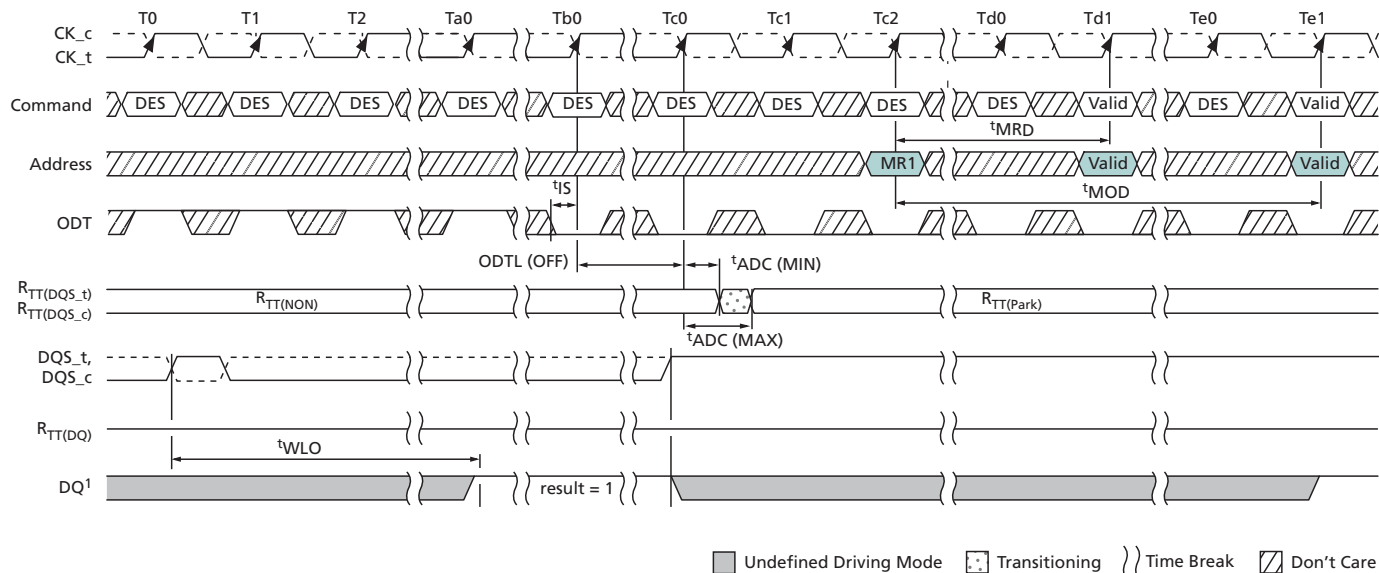 T0 T1 T2 Ta0 Tb0 Tc0 Tc1 Tc2 Td0 Td1 Te0 Te1
CK_c
CK_t
Command DES DES DES DES DES DES DES DES DES Valid DES Valid
tMRD
Address MR1 Valid Valid
tIS tMOD
ODT
ODTL (OFF) tADC (MIN)
RTT(DQS_t)
RTT(DQS_c)
RTT(NON) RTT(Park)
tADC (MAX)
DQS_t,
DQS_c
RTT(DQ)
tWLO
DQ1 result = 1
Undefined Driving Mode Transitioning Time Break Don't Care